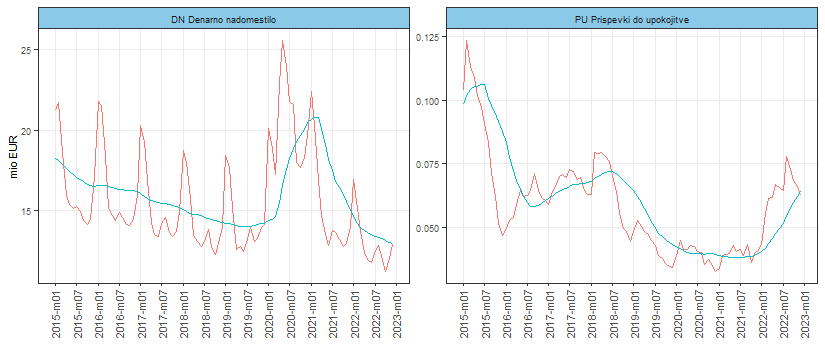 DN Denarno nadomestilo
PU Prispevki do upokojitve
mio EUR
25
20
15
0.125
0.100
0.075
0.050
2015-m01
2015-m07
2016-m01
2016-m07
2017-m01
2017-m07
2018-m01
2018-m07
2019-m01
2019-m07
2020-m01
2020-m07
2021-m01
2021-m07
2022-m01
2022-m07
2023-m01
2015-m01
2015-m07
2016-m01
2016-m07
2017-m01
2017-m07
2018-m01
2018-m07
2019-m01
2019-m07
2020-m01
2020-m07
2021-m01
2021-m07
2022-m01
2022-m07
2023-m01